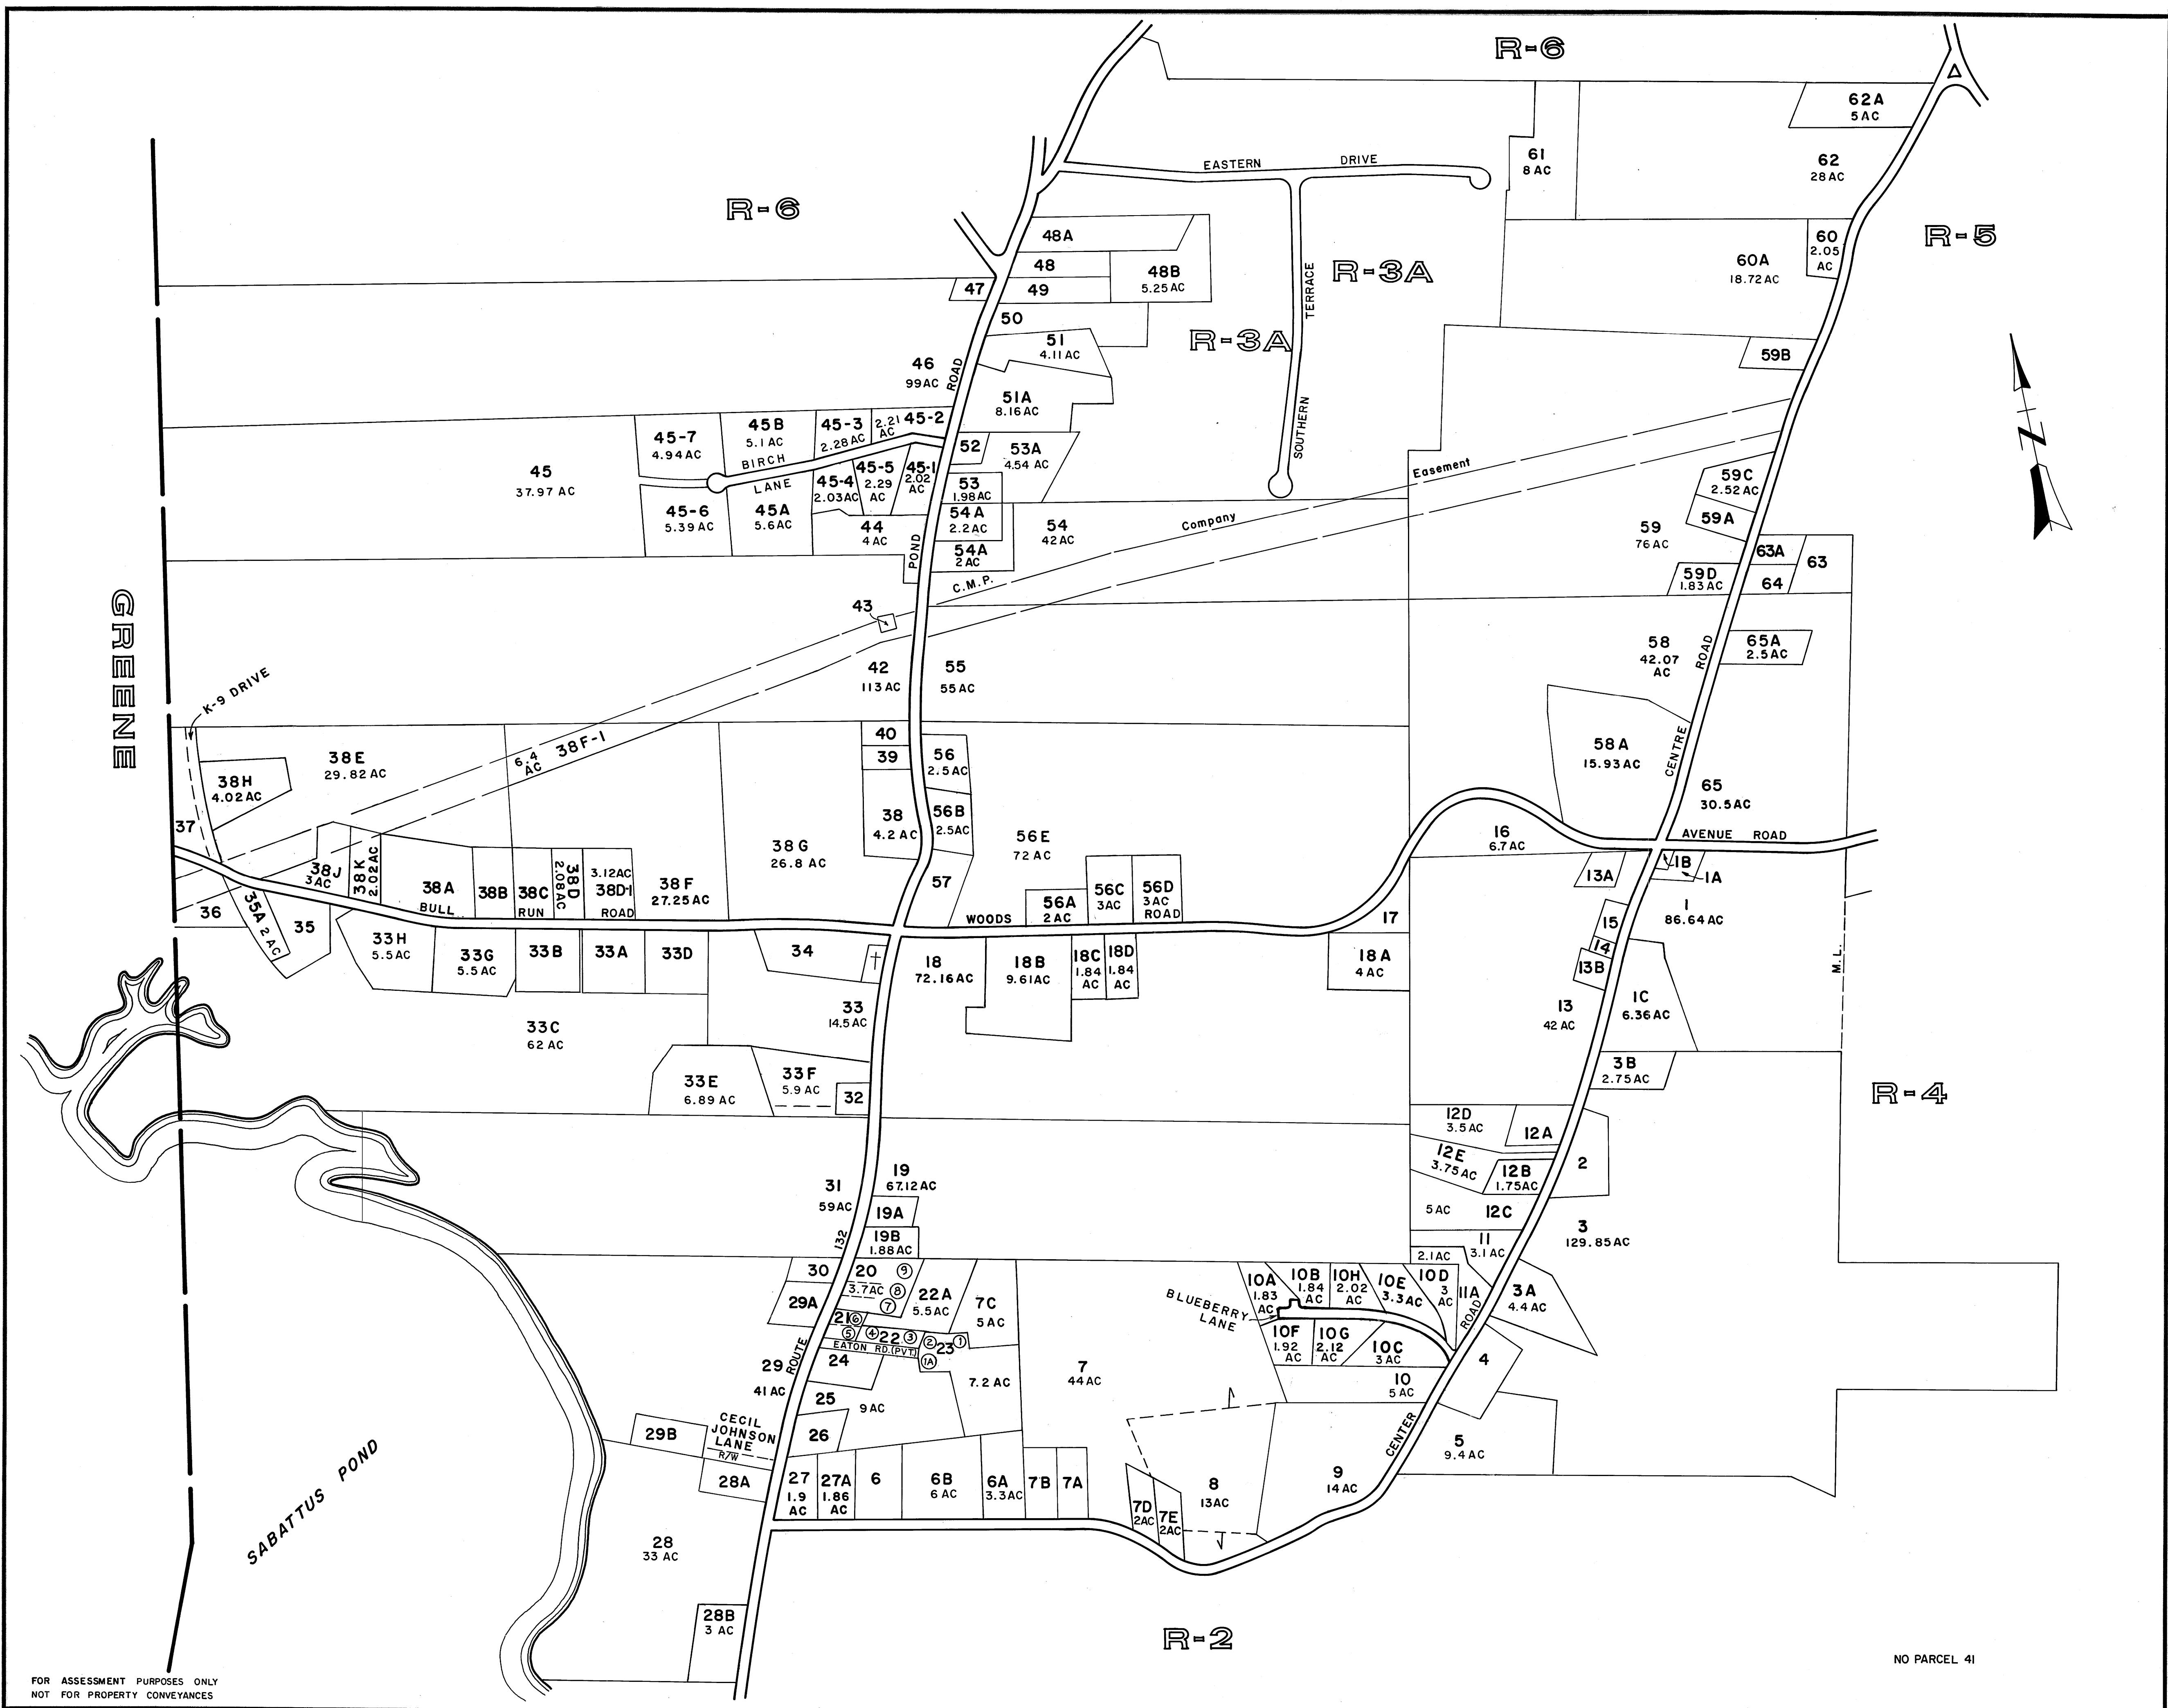 R-6
62A
5 AC
61
8 AC
62
28 AC
EASTERN DRIVE
R-6
R-5
48A
48
48B
5.25 AC
47
49
R-3A
TERRACE
60
2.05
AC
60A
18.72 AC
50
51
4.11 AC
R-3A
59B
46
99 AC
ROAD
51A
8.16 AC
SOUTHERN
45-7
4.94 AC
45B
5.1 AC
45-3
2.28 AC
2.21
AC
45-2
BIRCH
LANE
52
53A
4.54 AC
45
37.97 AC
45-4
2.03 AC
45-5
2.29
AC
45-1
2.02
AC
53
1.98 AC
45-6
5.39 AC
45A
5.6 AC
44
4 AC
54A
2.2 AC
54
42 AC
54A
2 AC
POND
C.M.P. Company Easement
59C
2.52 AC
59A
59
76 AC
63A
63
59D
1.83 AC
64
N
GREENE
43
42
113 AC
55
55 AC
58
42.07
AC
ROAD
65A
2.5 AC
K-9 DRIVE
38E
29.82 AC
38H
4.02 AC
6.4
AC
38F-1
40
39
56
2.5 AC
58A
15.93 AC
CENTRE
65
30.5 AC
37
38
4.2 AC
56B
2.5 AC
38G
26.8 AC
56E
72 AC
16
6.7 AC
AVENUE ROAD
38J
3 AC
38K
2.02 AC
38A
38B
38C
38D
2.08 AC
3.12 AC
38D-1
38F
27.25 AC
BULL RUN ROAD
57
56A
2 AC
56C
3 AC
56D
3 AC
WOODS ROAD
17
13A
1B
1A
1
86.64 AC
36
35A 2 AC
35
33H
5.5 AC
33G
5.5 AC
33B
33A
33D
34
18
72.16 AC
18B
9.61 AC
18C
1.84
AC
18D
1.84
AC
18A
4 AC
15
14
13B
M.L.
33
14.5 AC
33C
62 AC
13
42 AC
1C
6.36 AC
33E
6.89 AC
33F
5.9 AC
32
3B
2.75 AC
R-4
12D
3.5 AC
12A
12E
3.75 AC
12B
1.75 AC
2
31
59 AC
19
67.12 AC
19A
19B
1.88 AC
5 AC
12C
3
129.85 AC
132
11
3.1 AC
2.1 AC
30
20
3.7 AC
9
8
7
22A
5.5 AC
7C
5 AC
29A
BLUEBERRY
LANE
10A
1.83
AC
10B
1.84
AC
10H
2.02
AC
10E
3.3 AC
10D
3
AC
11A
ROAD
3A
4.4 AC
21
6
5
4
22
3
2
23
1
EATON RD. (PVT.)
1A
24
29
41 AC
ROUTE
7.2 AC
7
44 AC
10F
1.92
AC
10G
2.12
AC
10C
3 AC
4
10
5 AC
25
9 AC
26
CECIL
JOHNSON
LANE
R/W
29B
28A
CENTER
5
9.4 AC
27
1.9
AC
27A
1.86
AC
6
6B
6 AC
6A
3.3 AC
7B
7A
7D
2 AC
7E
2 AC
8
13 AC
9
14 AC
SABATTUS POND
28
33 AC
28B
3 AC
R-2
NO PARCEL 41
FOR ASSESSMENT PURPOSES ONLY
NOT FOR PROPERTY CONVEYANCES